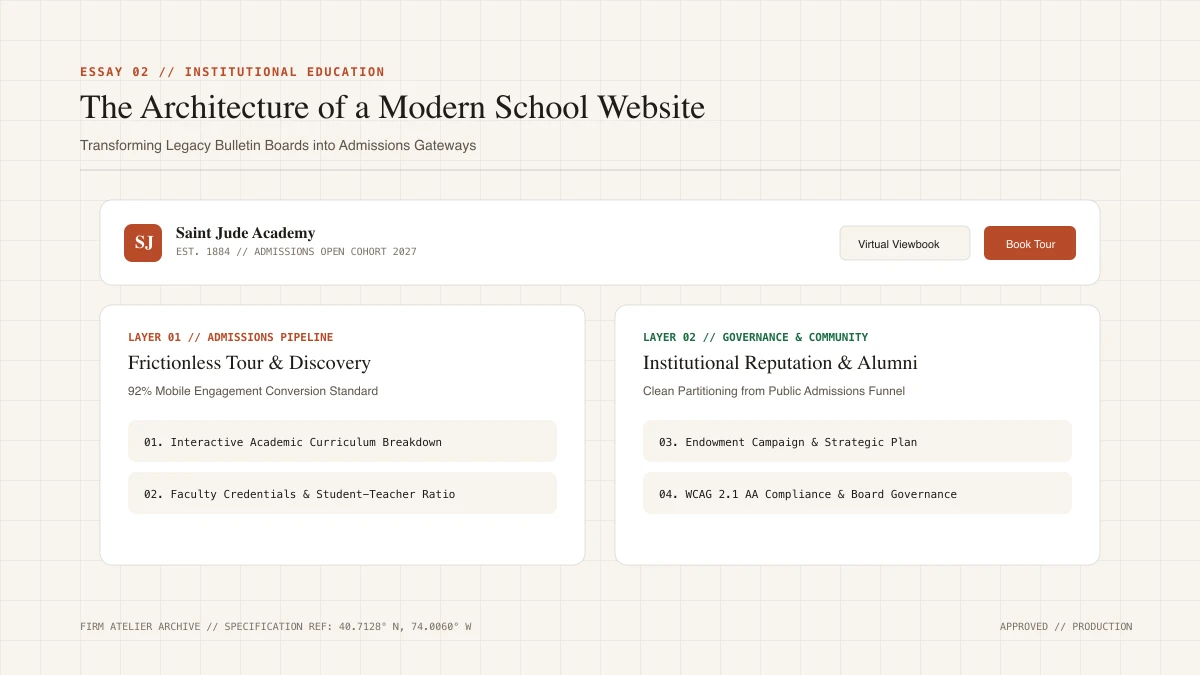 ESSAY 02 // INSTITUTIONAL EDUCATION
The Architecture of a Modern School Website
Transforming Legacy Bulletin Boards into Admissions Gateways
SJ
Saint Jude Academy
EST. 1884 // ADMISSIONS OPEN COHORT 2027
Virtual Viewbook
Book Tour
LAYER 01 // ADMISSIONS PIPELINE
Frictionless Tour & Discovery
92% Mobile Engagement Conversion Standard
01. Interactive Academic Curriculum Breakdown
02. Faculty Credentials & Student–Teacher Ratio
LAYER 02 // GOVERNANCE & COMMUNITY
Institutional Reputation & Alumni
Clean Partitioning from Public Admissions Funnel
03. Endowment Campaign & Strategic Plan
04. WCAG 2.1 AA Compliance & Board Governance
FIRM ATELIER ARCHIVE // SPECIFICATION REF: 40.7128° N, 74.0060° W
APPROVED // PRODUCTION